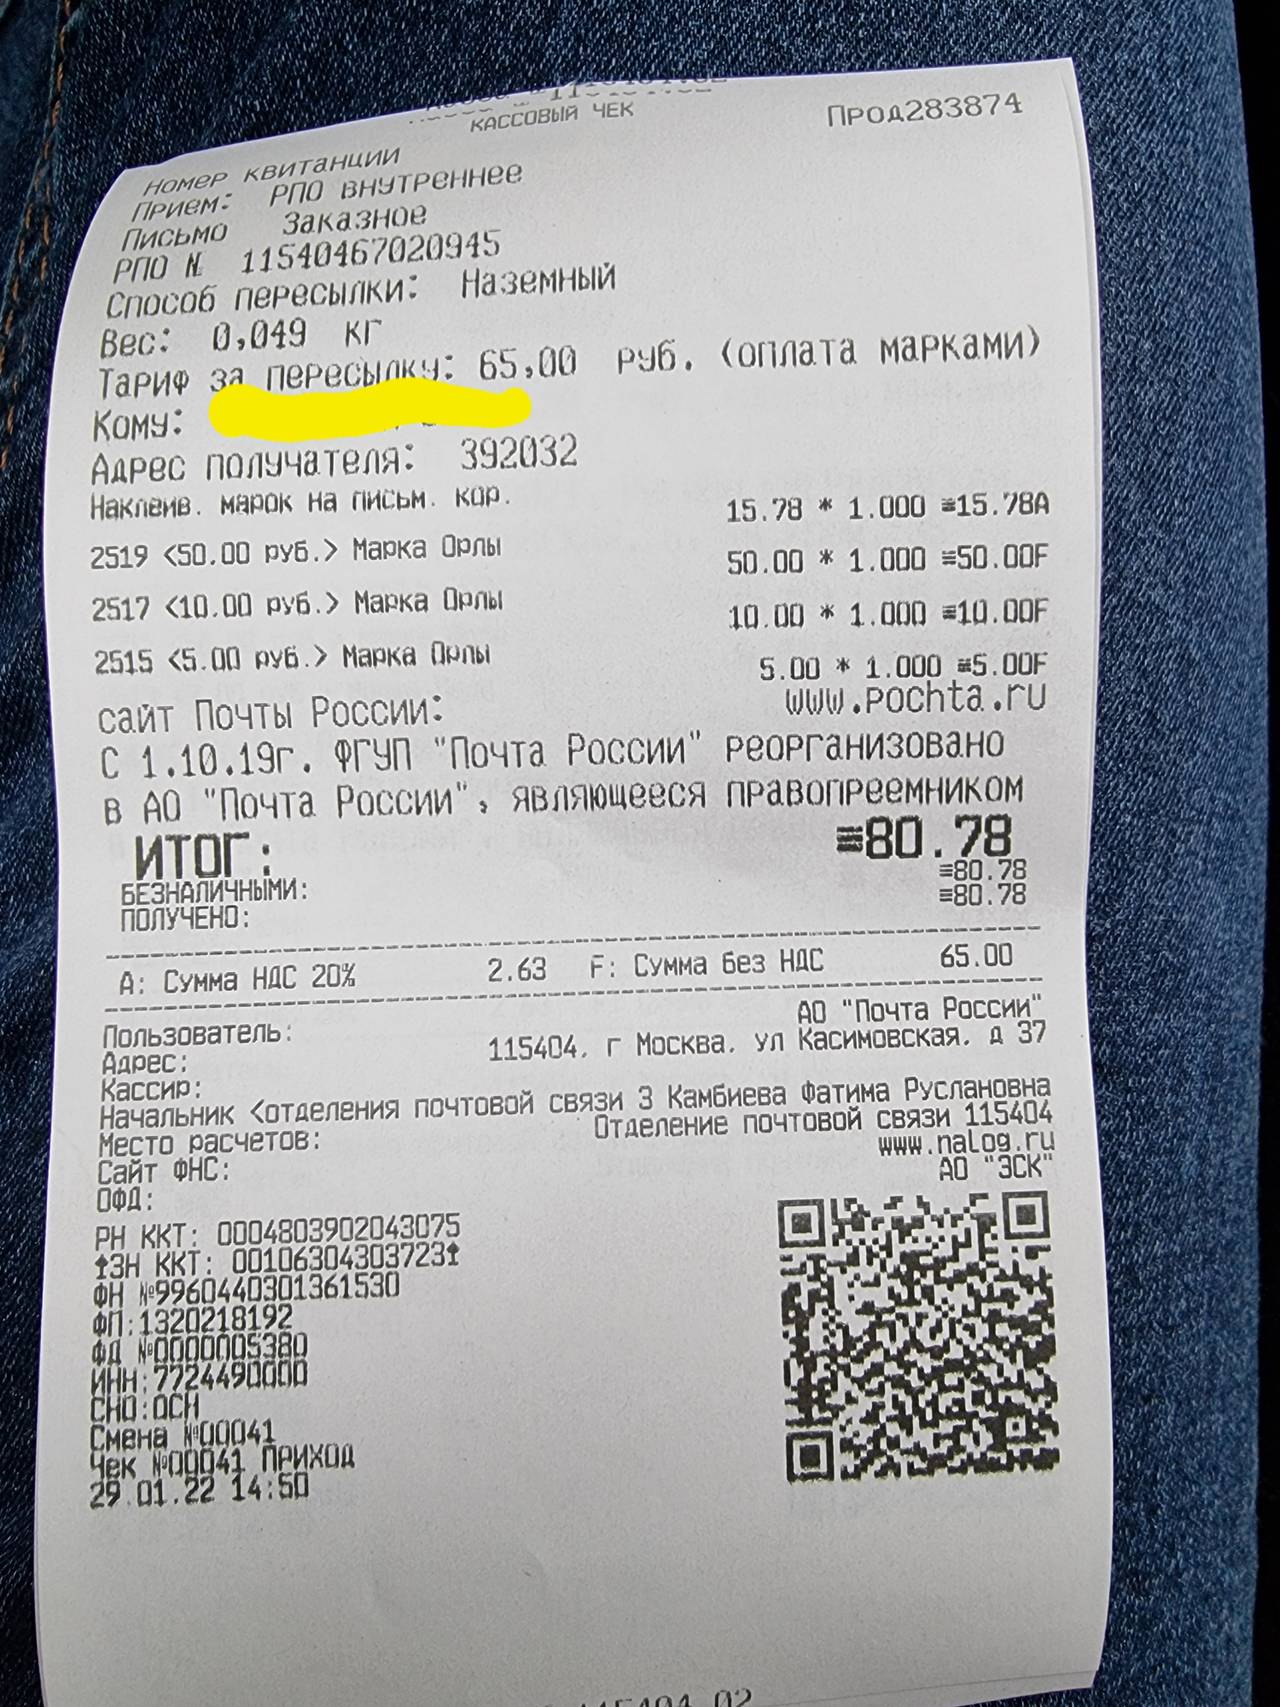 КАССОВЫЙ ЧЕК
Прод283874
Номер квитанции
Прием: РПО внутреннее
Письмо Заказное
РПО № 11540467020945
Способ пересылки: Наземный
Вес: 0,049 кг
Тариф за пересылку: 65,00 руб. (оплата марками)
Кому:
Адрес получателя: 392032
Наклеив. марок на письм. кор. 15.78 * 1.000 ≡15.78А
2519 <50.00 руб.> Марка Орлы 50.00 * 1.000 ≡50.00F
2517 <10.00 руб.> Марка Орлы 10.00 * 1.000 ≡10.00F
2515 <5.00 руб.> Марка Орлы 5.00 * 1.000 ≡5.00F
сайт Почты России: www.pochta.ru
С 1.10.19г. ФГУП "Почта России" реорганизовано
в АО "Почта России", являющееся правопреемником
ИТОГ: ≡80.78
БЕЗНАЛИЧНЫМИ: ≡80.78
ПОЛУЧЕНО: ≡80.78
А: Сумма НДС 20% 2.63 F: Сумма без НДС 65.00
Пользователь: АО "Почта России"
Адрес: 115404, г Москва, ул Касимовская, д 37
Кассир:
Начальник <отделения почтовой связи 3 Камбиева Фатима Руслановна
Место расчетов: Отделение почтовой связи 115404
Сайт ФНС: www.nalog.ru
ОФД: АО "ЭСК"
РН ККТ: 0004803902043075
↑ЗН ККТ: 00106304303723↑
ФН №9960440301361530
ФП:1320218192
ФД №0000005380
ИНН:7724490000
СНО:ОСН
Смена №00041
Чек №00041 ПРИХОД
29.01.22 14:50